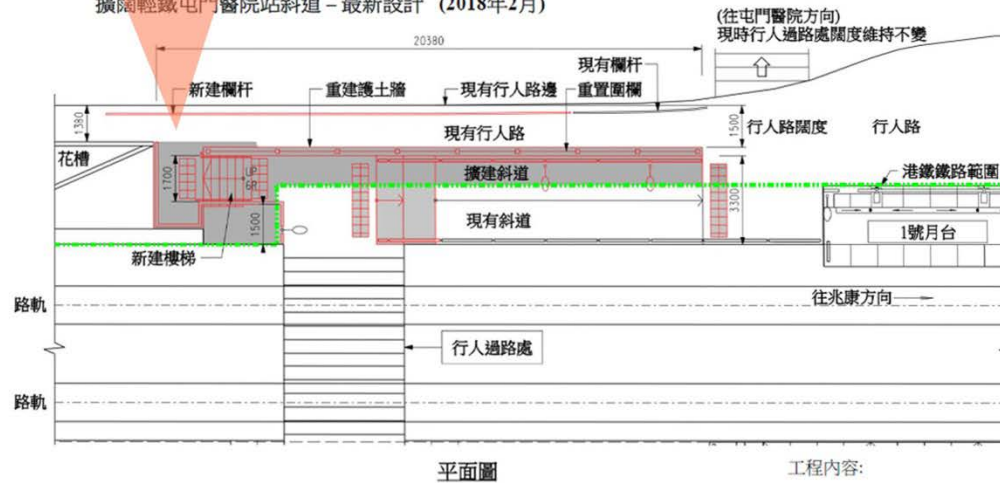 擴闊輕鐵屯門醫院站斜道 – 最新設計 (2018年2月)
(往屯門醫院方向)
現時行人過路處闊度維持不變
20380
現有欄杆
新建欄杆
重建護土牆
現有行人路邊
重置圍欄
1380
現有行人路
1500
行人路闊度
行人路
花槽
1700
UP
6R
擴建斜道
港鐵鐵路範圍
3300
1500
現有斜道
1號月台
新建樓梯
路軌
往兆康方向
行人過路處
路軌
平面圖
工程內容: